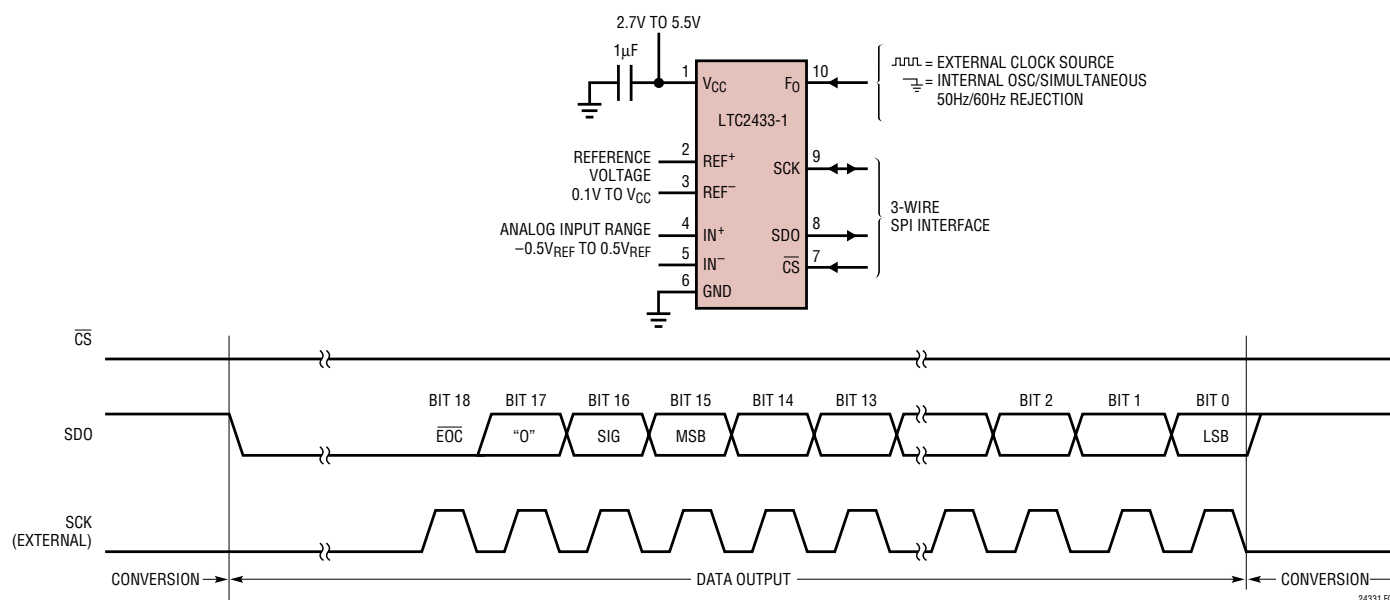 2.7V TO 5.5V
1µF
1
VCC
FO
10
= EXTERNAL CLOCK SOURCE
= INTERNAL OSC/SIMULTANEOUS
50Hz/60Hz REJECTION
LTC2433-1
REFERENCE
VOLTAGE
0.1V TO VCC
2
REF+
3
REF–
SCK
9
3-WIRE
SPI INTERFACE
ANALOG INPUT RANGE
–0.5VREF TO 0.5VREF
4
IN+
5
IN–
SDO
8
CS
7
6
GND
CS
BIT 18
BIT 17
BIT 16
BIT 15
BIT 14
BIT 13
BIT 2
BIT 1
BIT 0
SDO
EOC
"O"
SIG
MSB
LSB
SCK
(EXTERNAL)
CONVERSION
DATA OUTPUT
CONVERSION